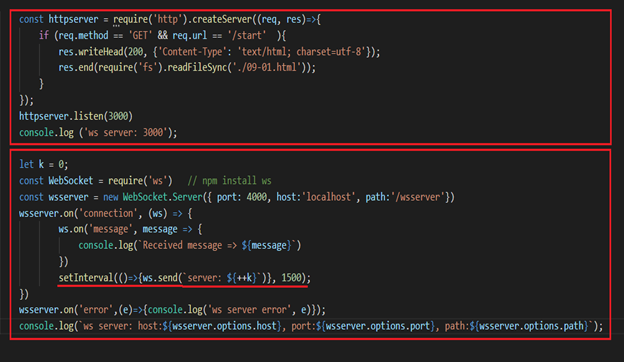 const httpserver = require('http').createServer((req, res)=>{
if (req.method == 'GET' && req.url == '/start'  ){
res.writeHead(200, {'Content-Type': 'text/html; charset=utf-8'});
res.end(require('fs').readFileSync('./09-01.html'));
}
});
httpserver.listen(3000)
console.log ('ws server: 3000');
let k = 0;
const WebSocket = require('ws')   // npm install ws
const wsserver = new WebSocket.Server({ port: 4000, host:'localhost', path:'/wsserver'})
wsserver.on('connection', (ws) => {
ws.on('message', message => {
console.log(`Received message => ${message}`)
})
setInterval(()=>{ws.send(`server: ${++k}`)}, 1500);
})
wsserver.on('error',(e)=>{console.log('ws server error', e)});
console.log(`ws server: host:${wsserver.options.host}, port:${wsserver.options.port}, path:${wsserver.options.path}`);